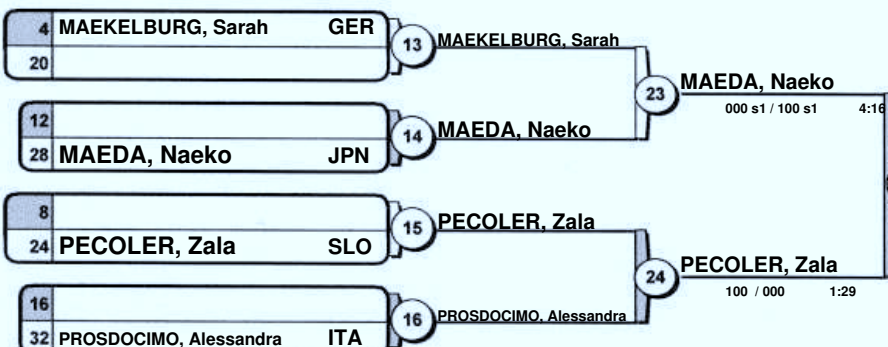 4 MAEKELBURG, Sarah GER
20
13 MAEKELBURG, Sarah
12
28 MAEDA, Naeko JPN
14 MAEDA, Naeko
23 MAEDA, Naeko
000 s1 / 100 s1 4:16
8
24 PECOLER, Zala SLO
15 PECOLER, Zala
16
32 PROSDOCIMO, Alessandra ITA
16 PROSDOCIMO, Alessandra
24 PECOLER, Zala
100 / 000 1:29